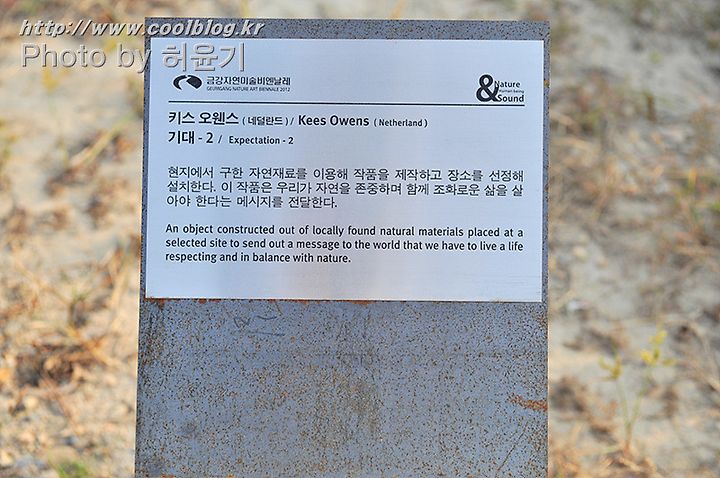 http://www.coolblog.kr
Photo by 허윤기
금강자연미술비엔날레
GEUMGANG NATURE ART BIENNALE 2012
Nature
& Human being
Sound
키스 오웬스 (네덜란드) / Kees Owens (Netherland)
기대 - 2 / Expectation - 2
현지에서 구한 자연재료를 이용해 작품을 제작하고 장소를 선정해
설치한다. 이 작품은 우리가 자연을 존중하며 함께 조화로운 삶을 살
아야 한다는 메시지를 전달한다.
An object constructed out of locally found natural materials placed at a
selected site to send out a message to the world that we have to live a life
respecting and in balance with nature.